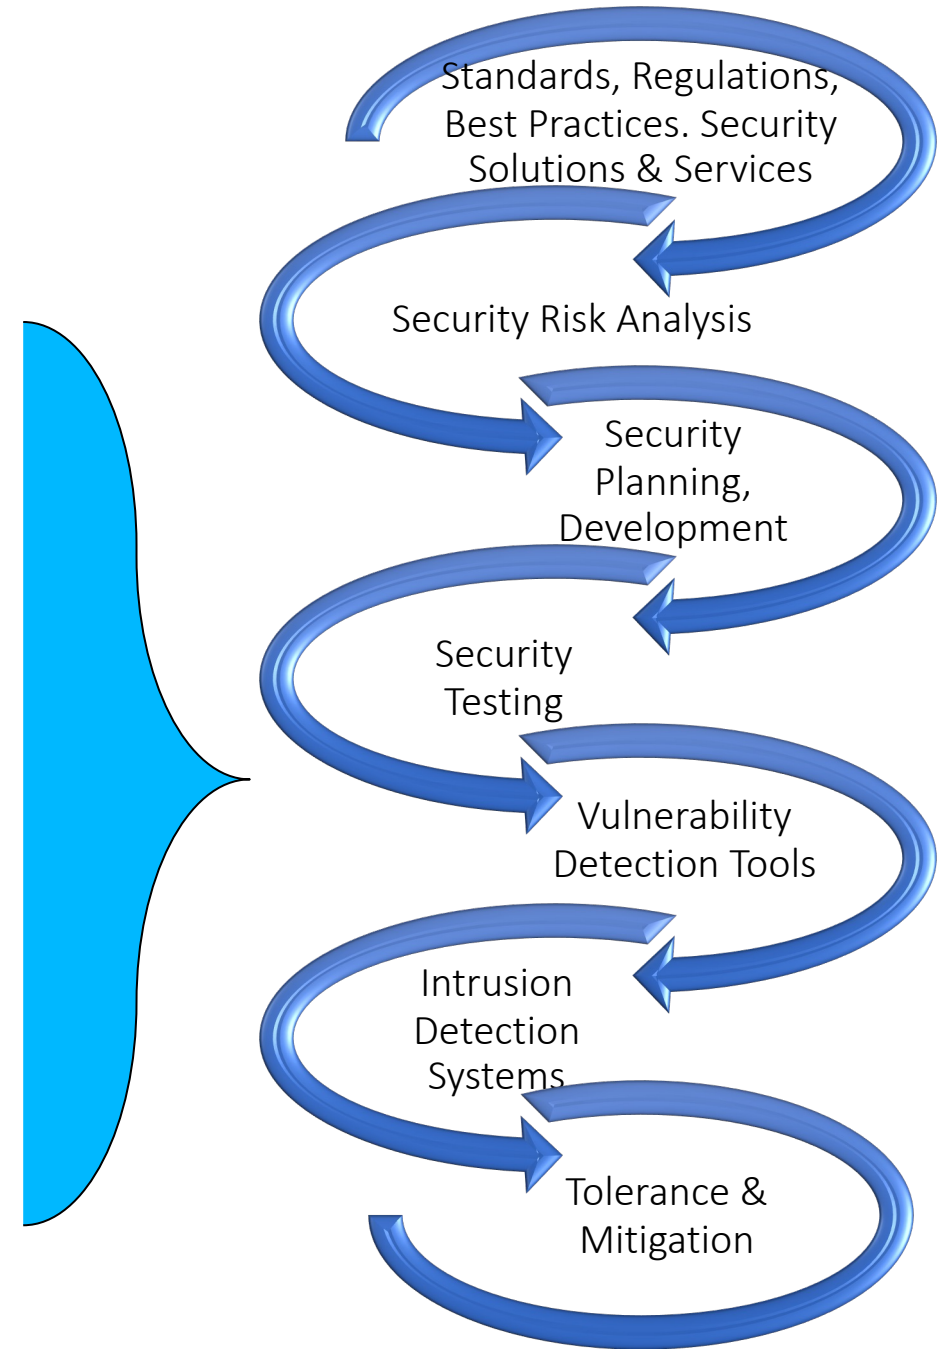 Standards, Regulations,
Best Practices. Security
Solutions & Services
Security Risk Analysis
Security
Planning,
Development
Security
Testing
Vulnerability
Detection Tools
Intrusion
Detection
Systems
Tolerance &
Mitigation